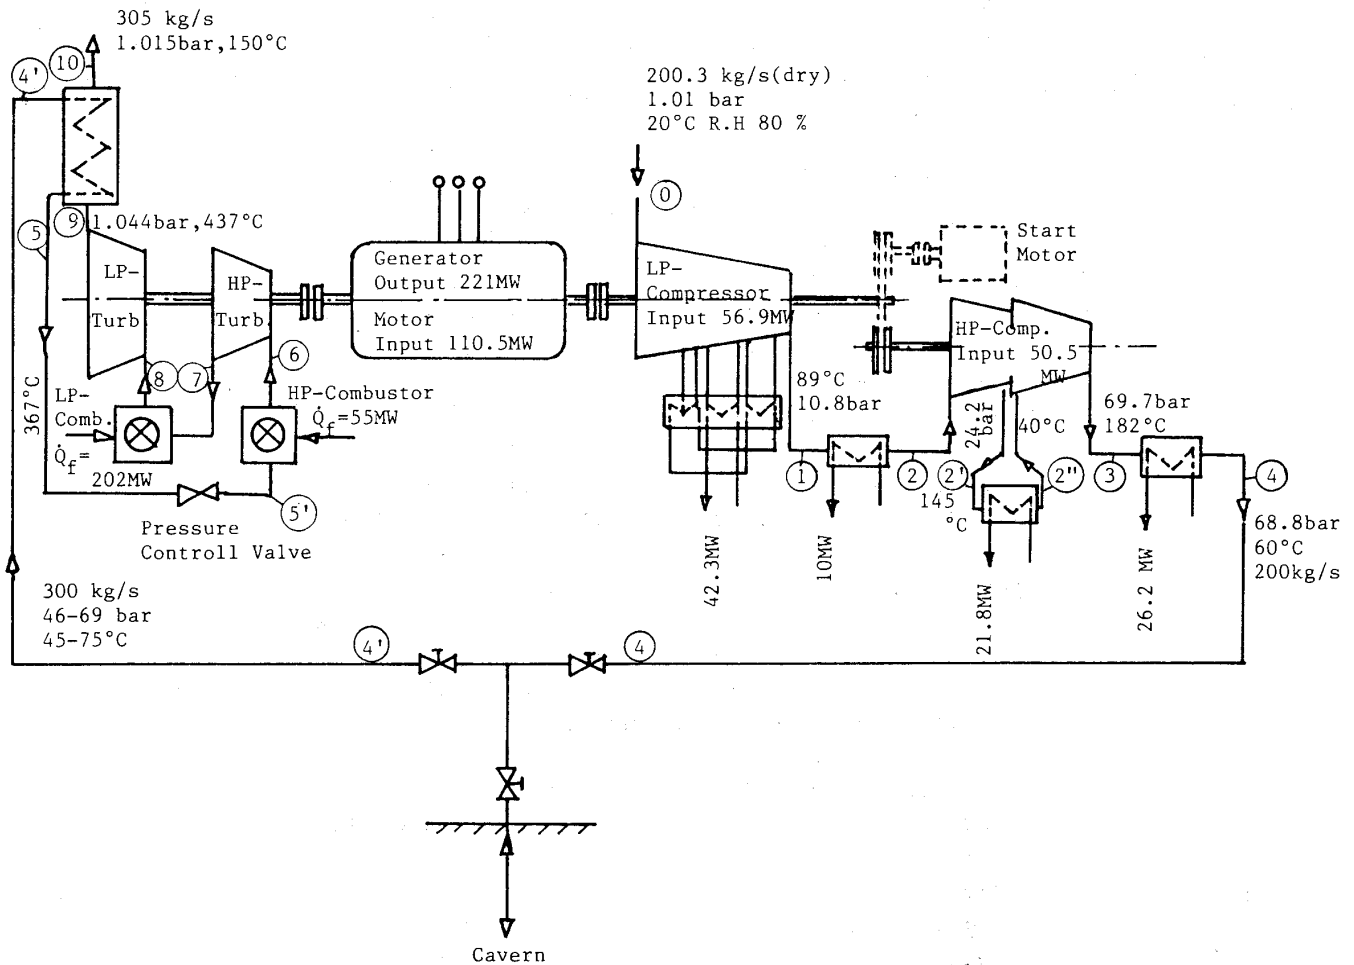 305 kg/s
1.015bar,150°C
4'
10
200.3 kg/s(dry)
1.01 bar
20°C R.H 80 %
0
9
1.044bar,437°C
5
LP-
Turb
HP-
Turb
Generator
Output 221MW
Motor
Input 110.5MW
LP-
Compressor
Input 56.9MW
Start
Motor
HP-Comp.
Input 50.5
MW
6
8
7
367°C
LP-
Comb.
Q̇f=
202MW
HP-Combustor
Q̇f=55MW
89°C
10.8bar
24.2
bar
40°C
69.7bar
182°C
1
2
2'
2"
3
4
145
°C
5'
Pressure
Controll Valve
42.3MW
10MW
21.8MW
26.2 MW
68.8bar
60°C
200kg/s
300 kg/s
46-69 bar
45-75°C
4'
4
Cavern